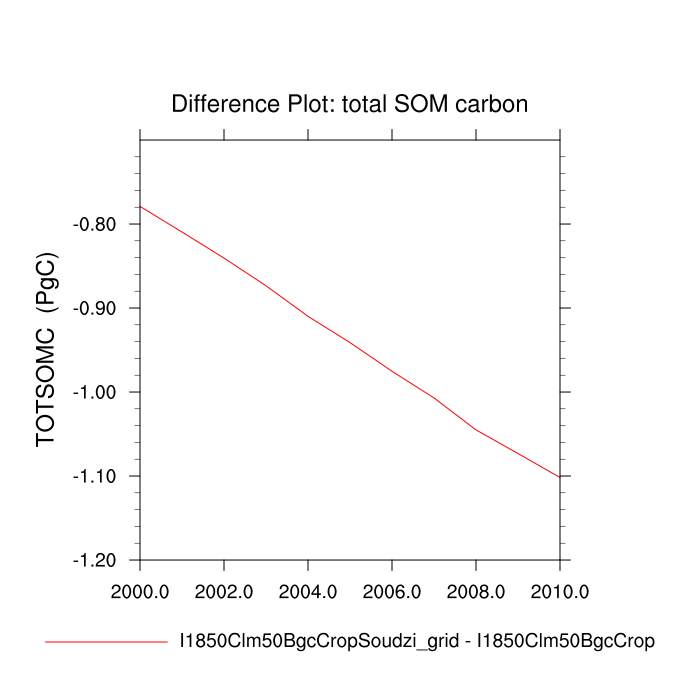 Difference Plot: total SOM carbon
TOTSOMC (PgC)
-0.80
-0.90
-1.00
-1.10
-1.20
2000.0 2002.0 2004.0 2006.0 2008.0 2010.0
I1850Clm50BgcCropSoudzi_grid - I1850Clm50BgcCrop